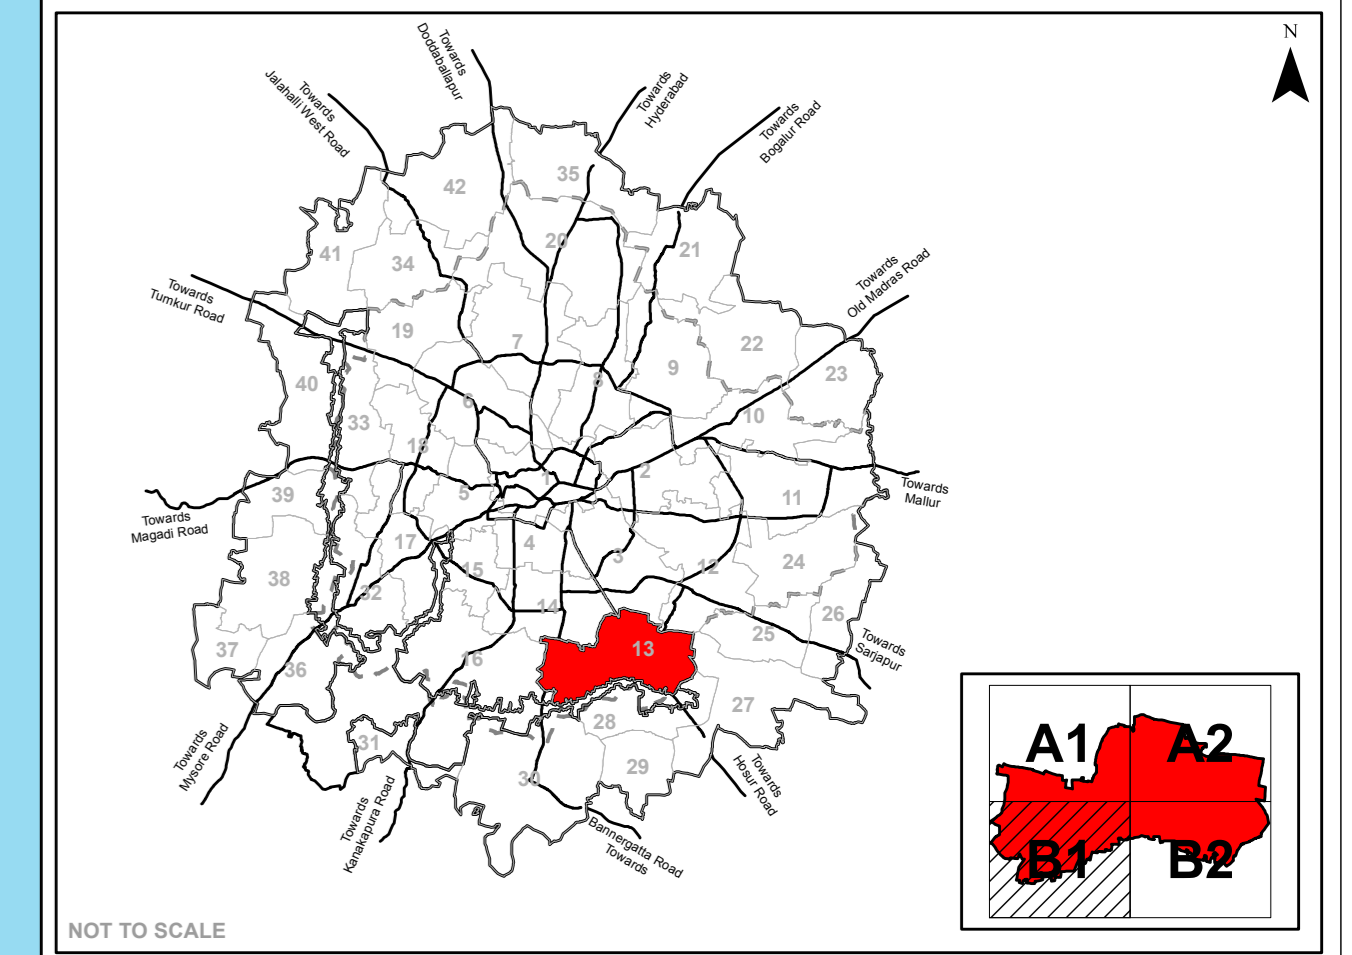 N
Towards
Doddaballapur
Towards
Jalahalli West Road
Towards
Hyderabad
Towards
Bogalur Road
35
42
20
21
41
34
Towards
Old Madras Road
Towards
Tumkur Road
19
7
22
9
8
23
40
6
10
33
18
2
1
5
11
39
Towards
Mallur
Towards
Magadi Road
17
4
3
12
24
15
38
32
14
26
25
13
Towards
Sarjapur
37
16
36
27
28
31
Towards
Mysore Road
29
30
Towards
Hosur Road
Towards
Kanakapura Road
Bannergatta Road
Towards
A1
A2
B1
B2
NOT TO SCALE